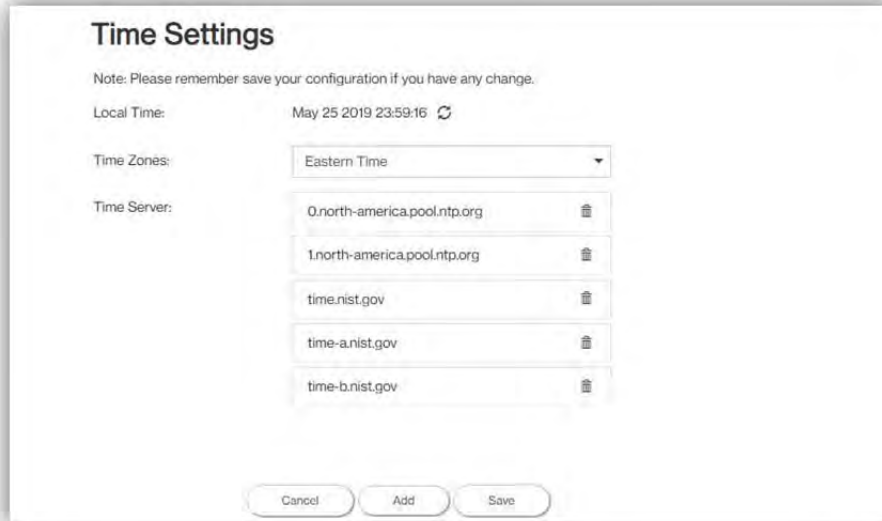 Time Settings
Note: Please remember save your configuration if you have any change.
Local Time: May 25 2019 23:59:16
Time Zones: Eastern Time
Time Server: 0.north-america.pool.ntp.org
1.north-america.pool.ntp.org
time.nist.gov
time-a.nist.gov
time-b.nist.gov
Cancel Add Save